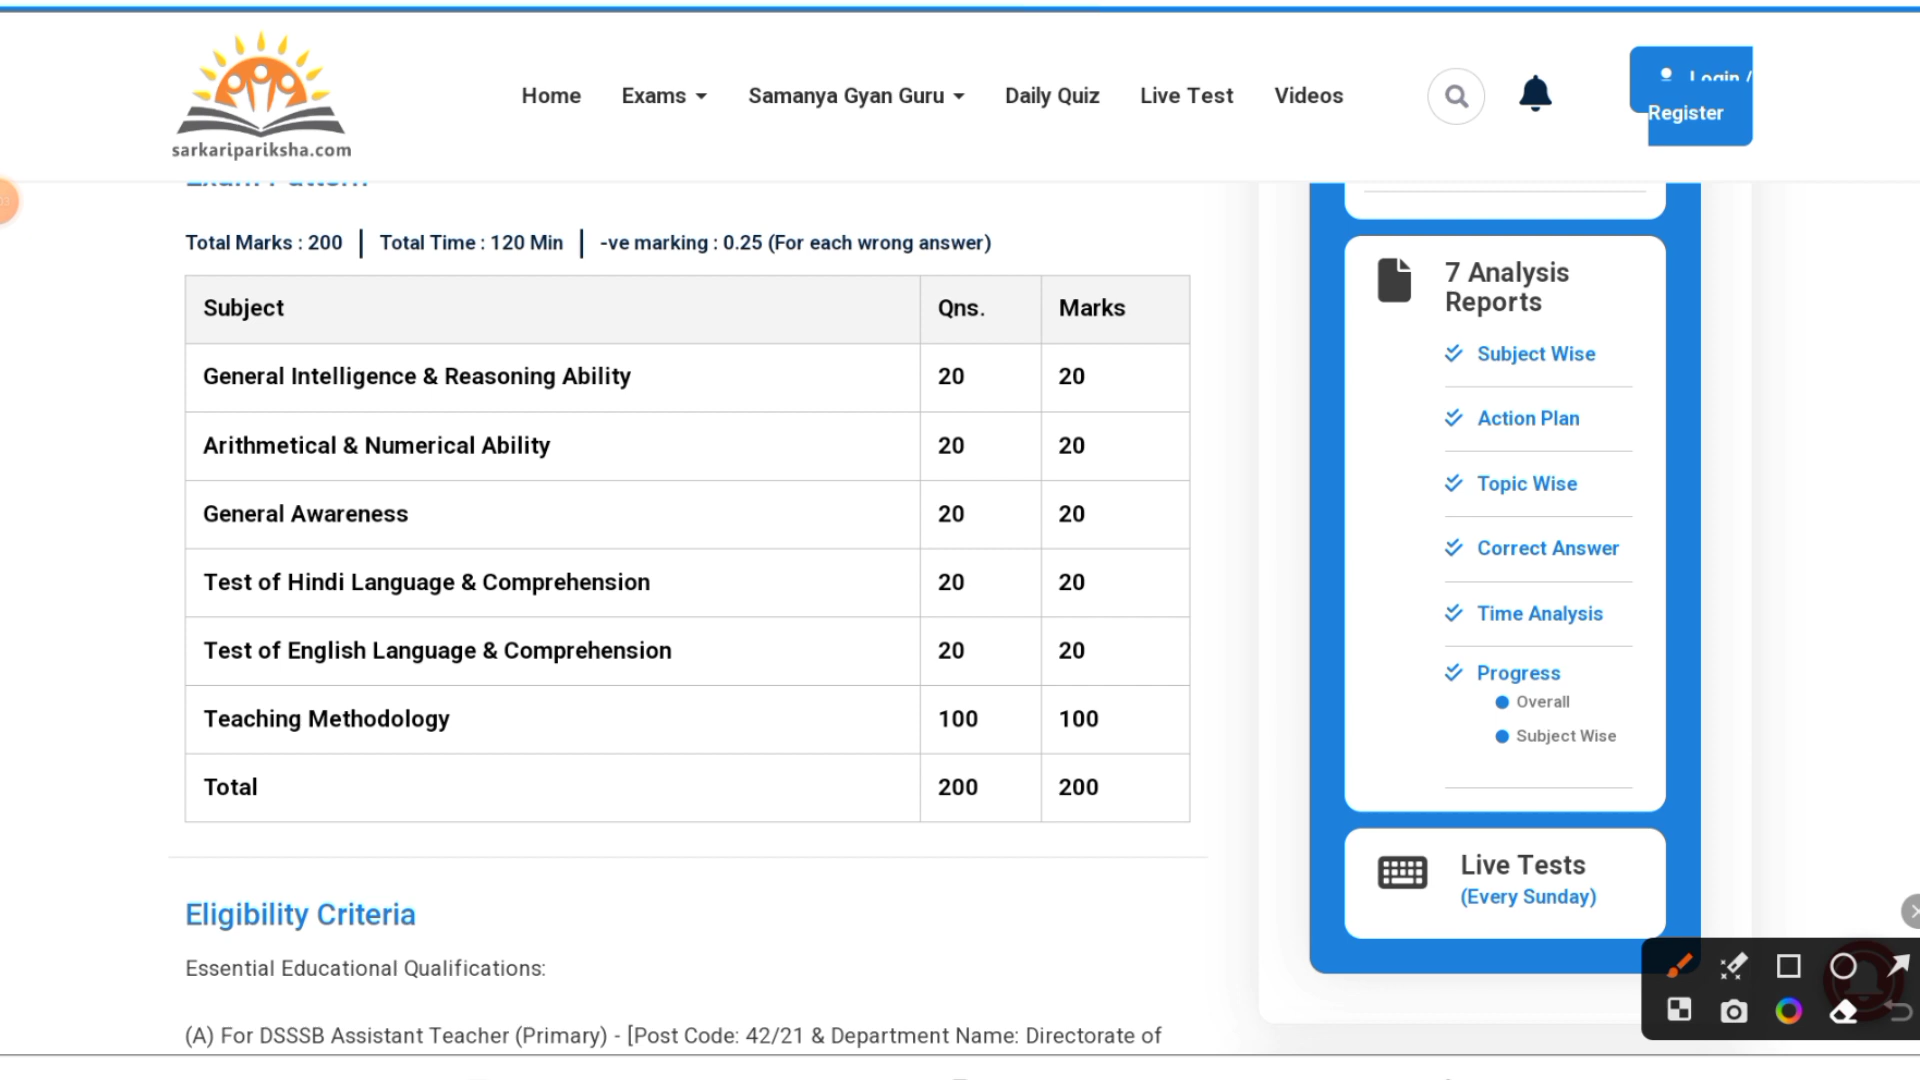 sarkaripariksha.com
Home Exams Samanya Gyan Guru Daily Quiz Live Test Videos
Login /
Register
Exam Pattern
Total Marks : 200 | Total Time : 120 Min | -ve marking : 0.25 (For each wrong answer)
Subject Qns. Marks
General Intelligence & Reasoning Ability 20 20
Arithmetical & Numerical Ability 20 20
General Awareness 20 20
Test of Hindi Language & Comprehension 20 20
Test of English Language & Comprehension 20 20
Teaching Methodology 100 100
Total 200 200
Eligibility Criteria
Essential Educational Qualifications:
(A) For DSSSB Assistant Teacher (Primary) - [Post Code: 42/21 & Department Name: Directorate of
7 Analysis
Reports
Subject Wise
Action Plan
Topic Wise
Correct Answer
Time Analysis
Progress
Overall
Subject Wise
Live Tests
(Every Sunday)